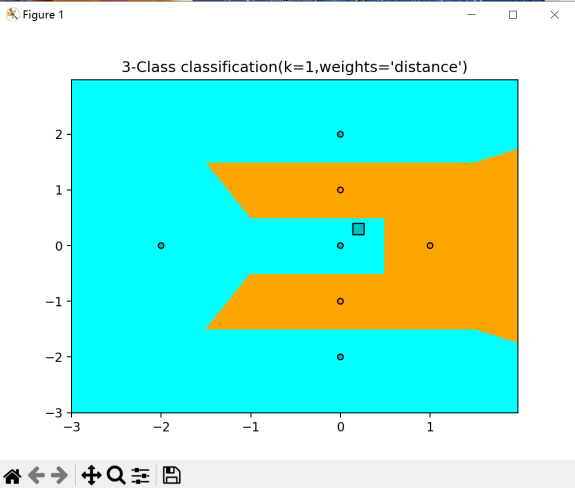 Figure 1
3-Class classification(k=1,weights='distance')
2
1
0
−1
−2
−3
−3 −2 −1 0 1